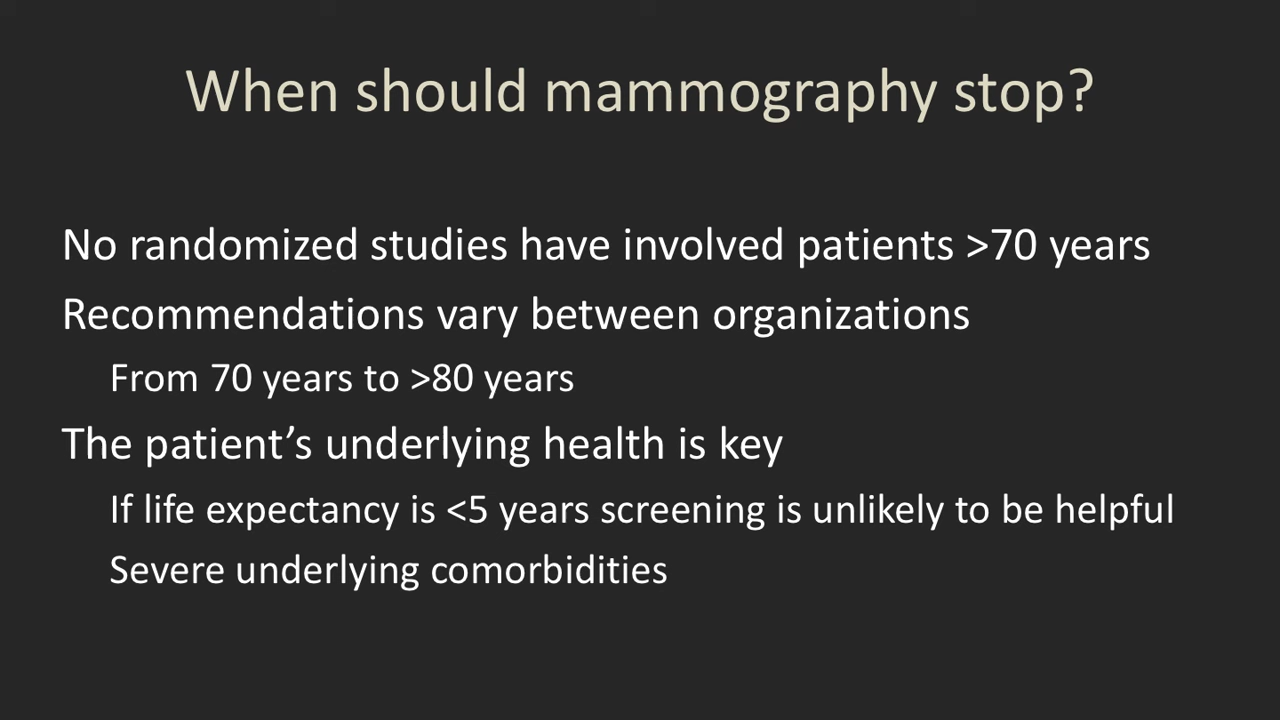 When should mammography stop?
No randomized studies have involved patients >70 years
Recommendations vary between organizations
From 70 years to >80 years
The patient’s underlying health is key
If life expectancy is <5 years screening is unlikely to be helpful
Severe underlying comorbidities